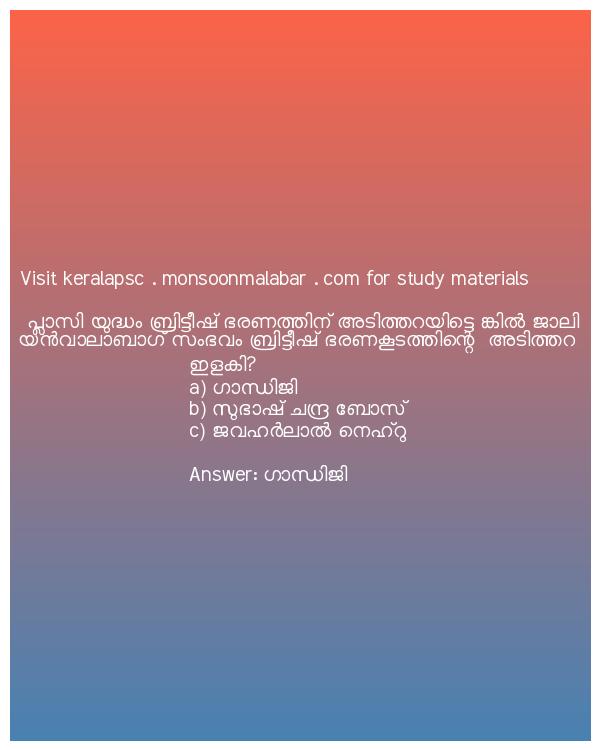 Visit keralapsc . monsoonmalabar . com for study materials
പ്ലാസി യുദ്ധം ബ്രിട്ടീഷ് ഭരണത്തിന് അടിത്തറയിട്ടെ ങ്കിൽ ജാലി
യൻവാലാബാഗ് സംഭവം ബ്രിട്ടീഷ് ഭരണകൂടത്തിന്റെ അടിത്തറ
ഇളകി?
a) ഗാന്ധിജി
b) സുഭാഷ് ചന്ദ്ര ബോസ്
c) ജവഹർലാൽ നെഹ്റു
Answer: ഗാന്ധിജി